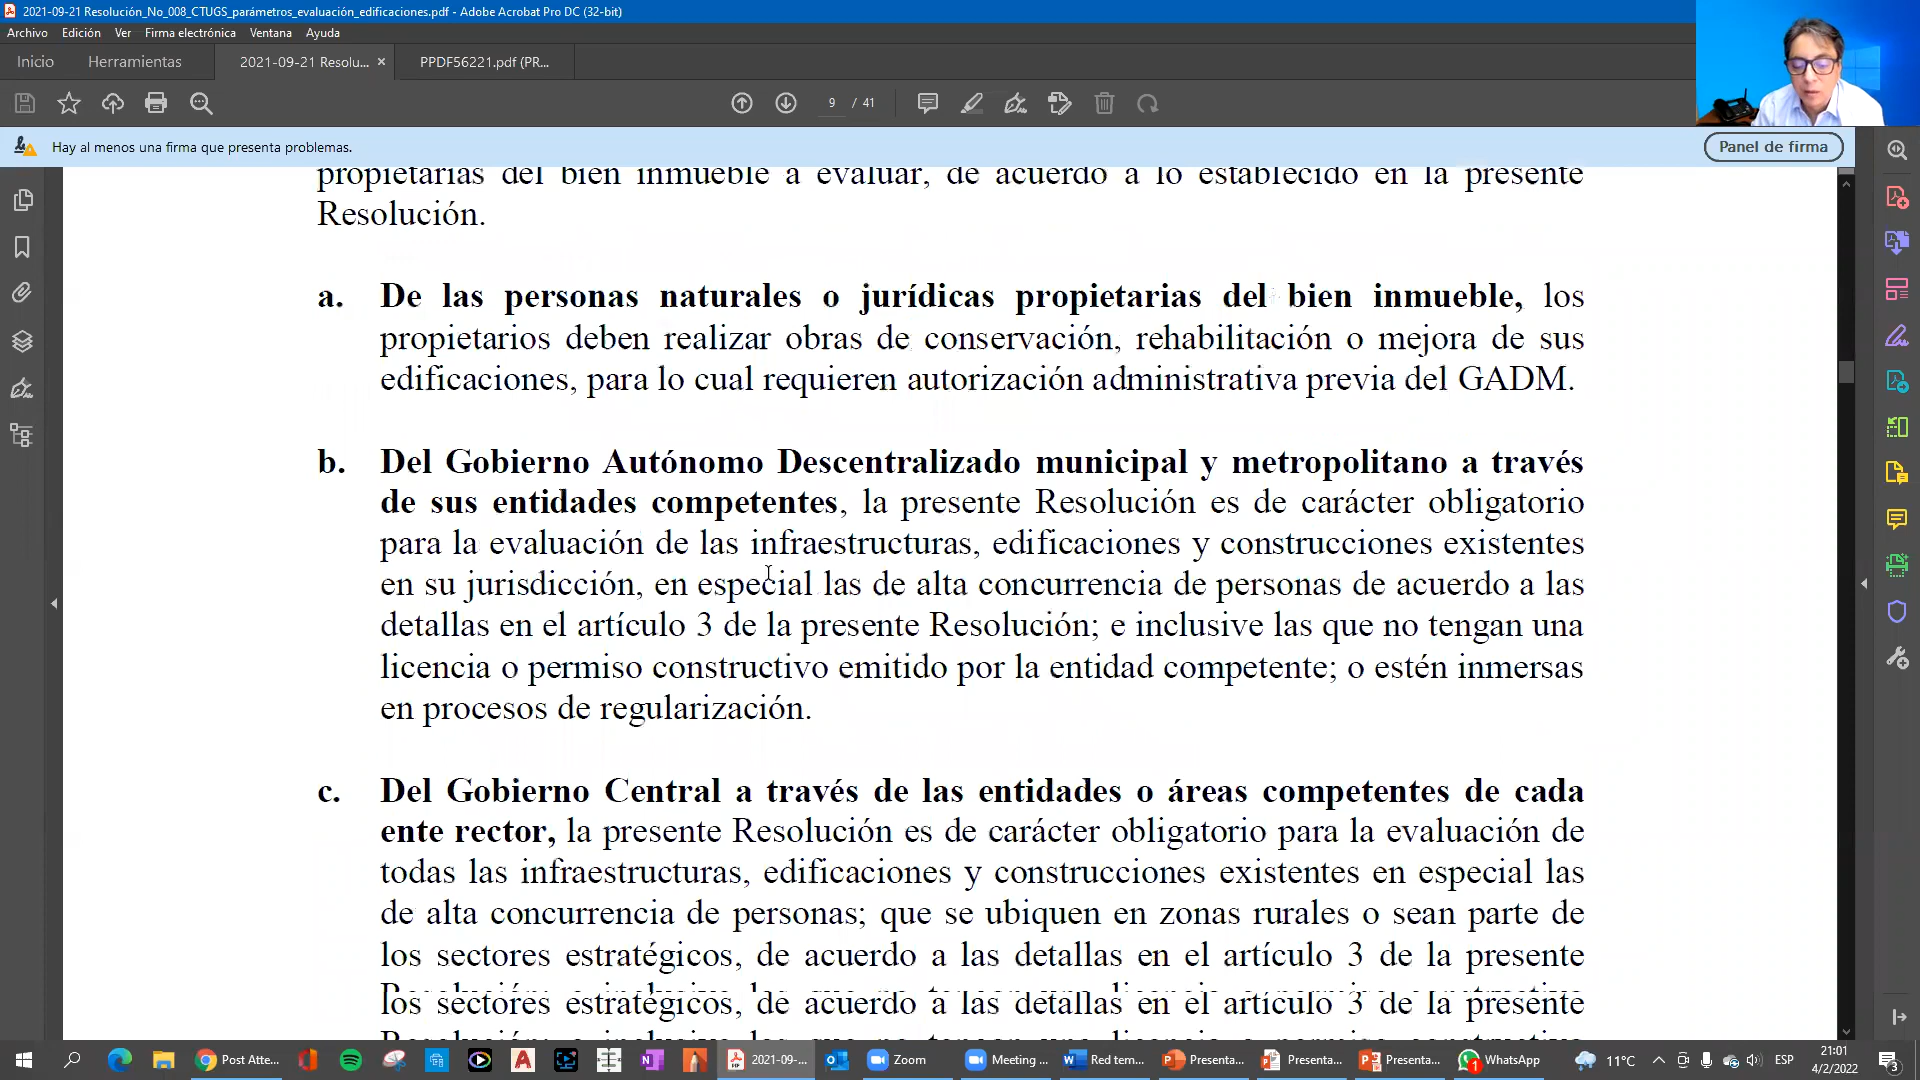 2021-09-21 Resolución_No_008_CTUGS_parámetros_evaluación_edificaciones.pdf - Adobe Acrobat Pro DC (32-bit)
Archivo Edición Ver Firma electrónica Ventana Ayuda
Inicio Herramientas 2021-09-21 Resolu... × PPDF56221.pdf (PR...
9 / 41
Hay al menos una firma que presenta problemas. Panel de firma
propietarias del bien inmueble a evaluar, de acuerdo a lo establecido en la presente
Resolución.
a. De las personas naturales o jurídicas propietarias del bien inmueble, los
propietarios deben realizar obras de conservación, rehabilitación o mejora de sus
edificaciones, para lo cual requieren autorización administrativa previa del GADM.
b. Del Gobierno Autónomo Descentralizado municipal y metropolitano a través
de sus entidades competentes, la presente Resolución es de carácter obligatorio
para la evaluación de las infraestructuras, edificaciones y construcciones existentes
en su jurisdicción, en especial las de alta concurrencia de personas de acuerdo a las
detallas en el artículo 3 de la presente Resolución; e inclusive las que no tengan una
licencia o permiso constructivo emitido por la entidad competente; o estén inmersas
en procesos de regularización.
c. Del Gobierno Central a través de las entidades o áreas competentes de cada
ente rector, la presente Resolución es de carácter obligatorio para la evaluación de
todas las infraestructuras, edificaciones y construcciones existentes en especial las
de alta concurrencia de personas; que se ubiquen en zonas rurales o sean parte de
los sectores estratégicos, de acuerdo a las detallas en el artículo 3 de la presente
los sectores estratégicos, de acuerdo a las detallas en el artículo 3 de la presente
Post Atte... 2021-09-... Zoom Meeting ... Red tem... Presenta... Presenta... Presenta... 1 WhatsApp 11°C ESP 21:01
4/2/2022 3